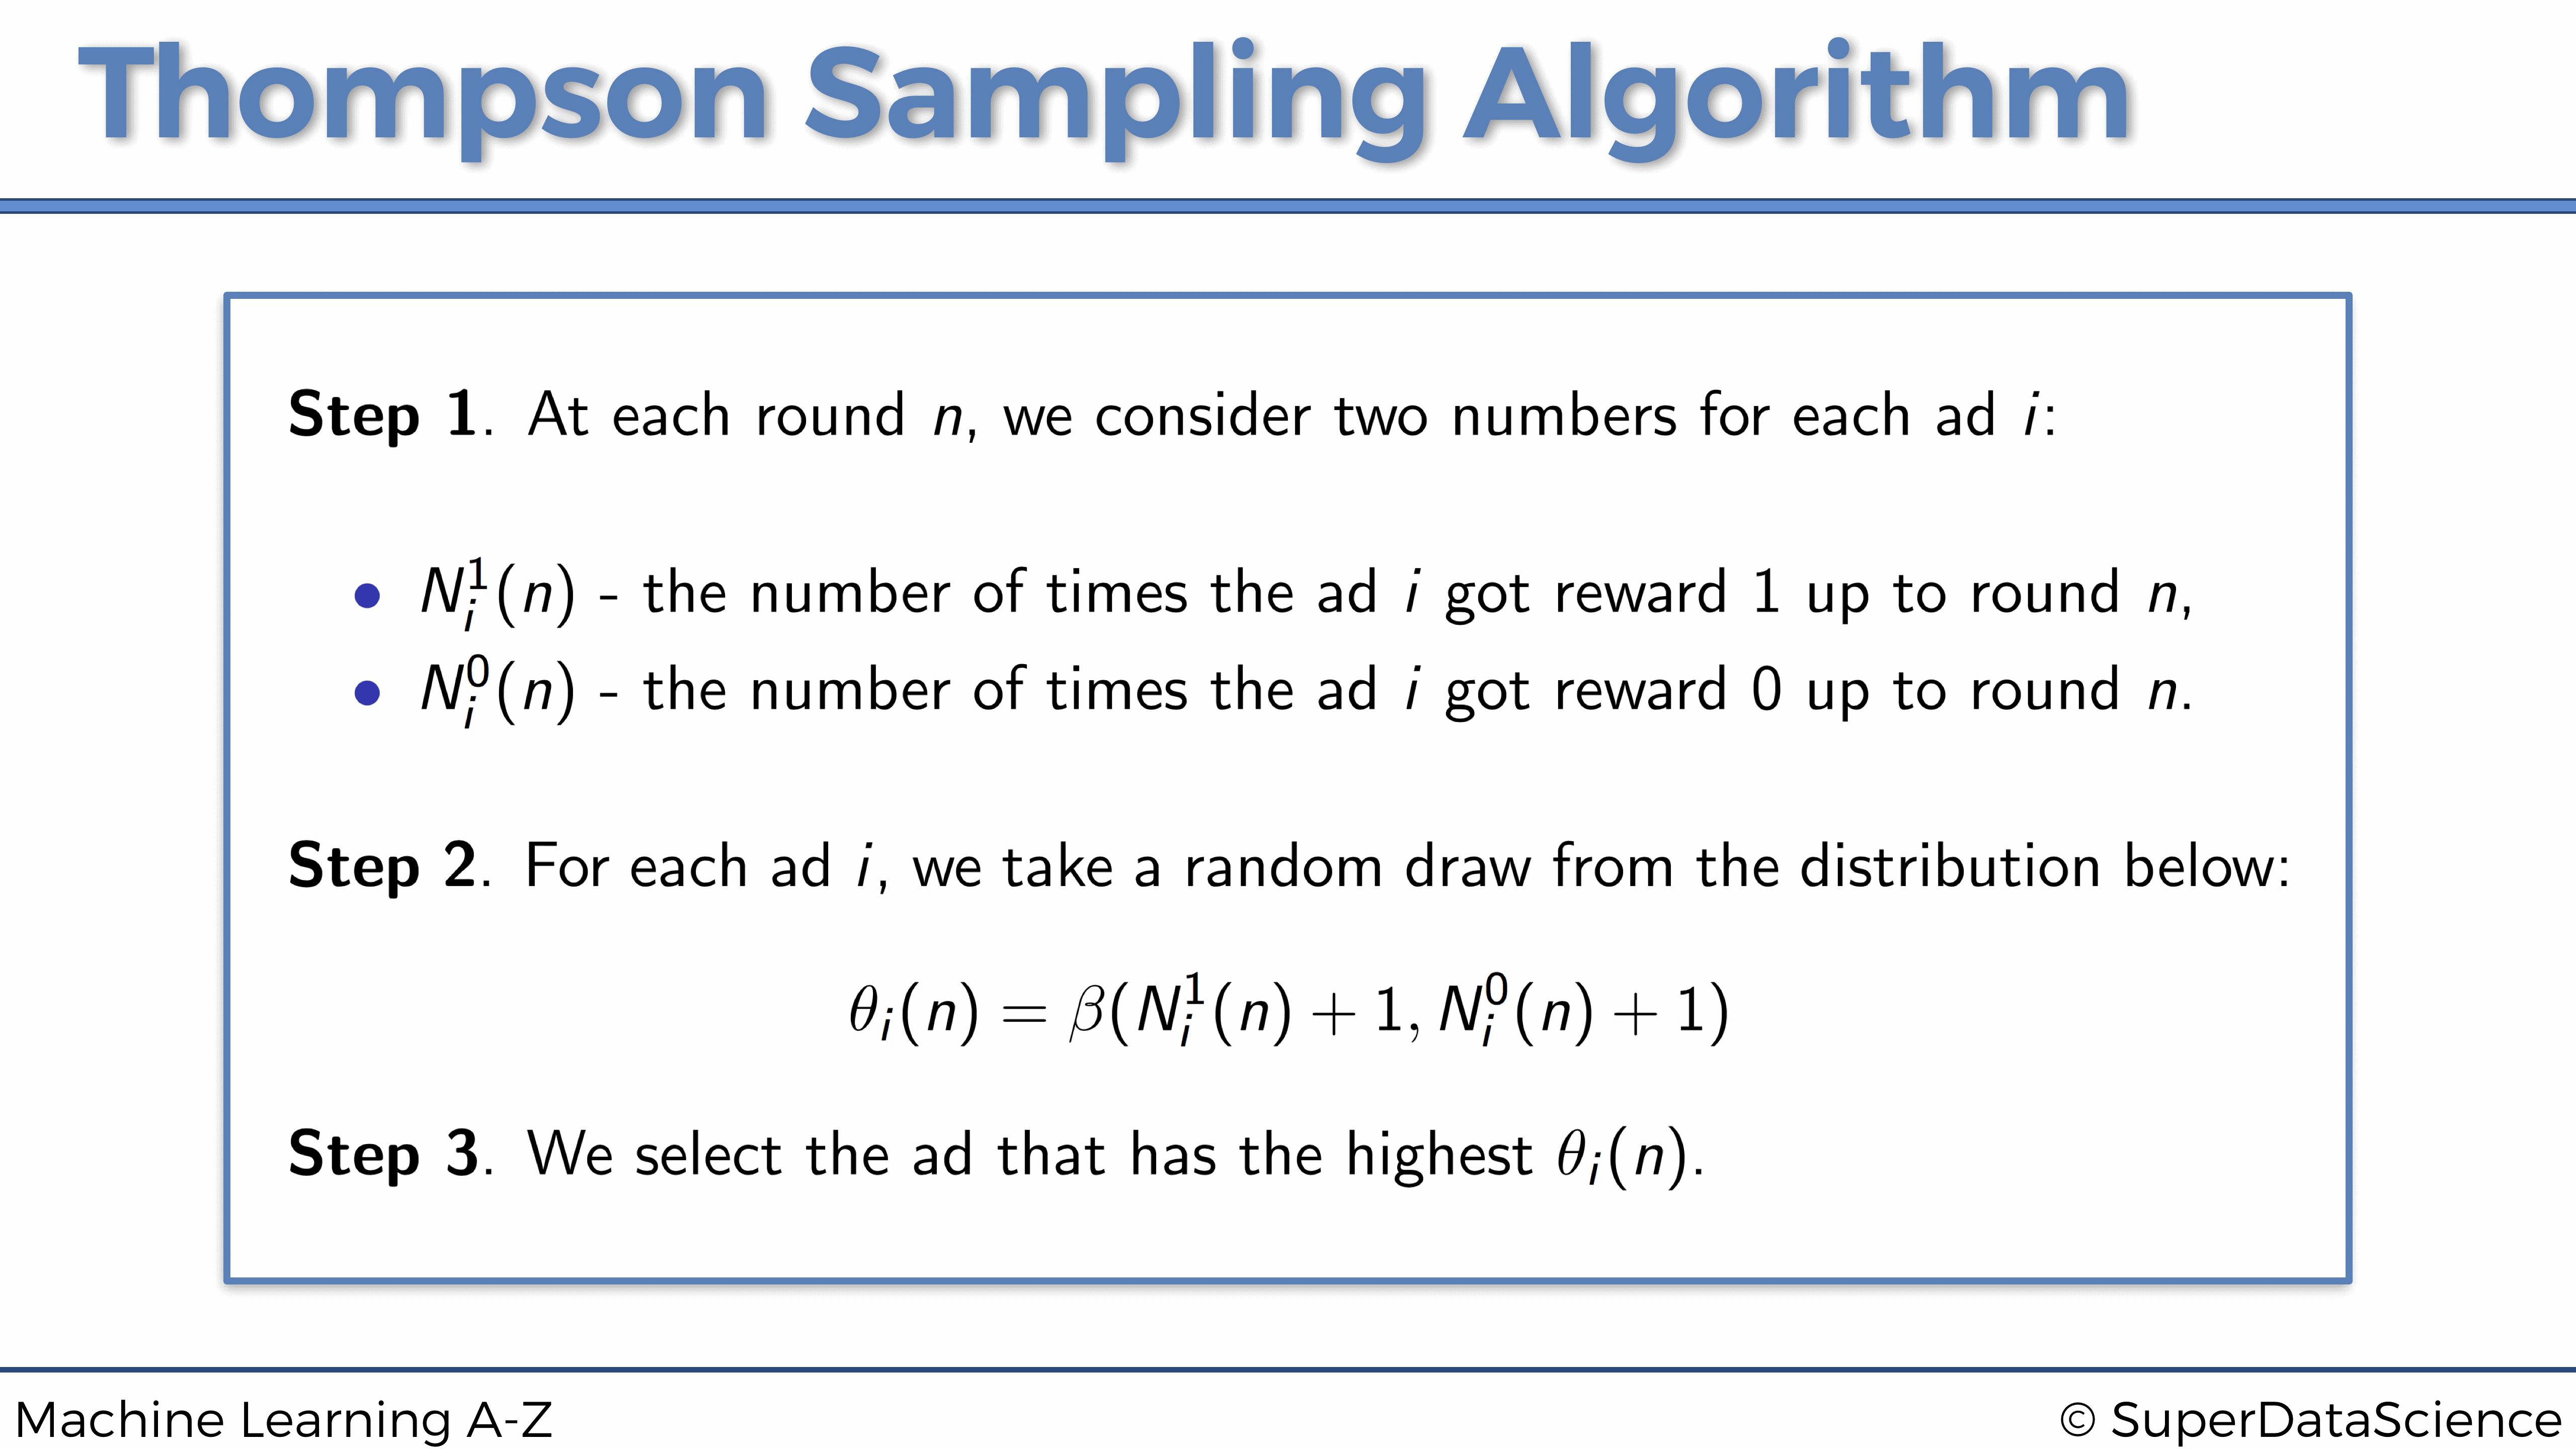 Thompson Sampling Algorithm
Step 1. At each round n, we consider two numbers for each ad i:
• N_i^1(n) - the number of times the ad i got reward 1 up to round n,
• N_i^0(n) - the number of times the ad i got reward 0 up to round n.
Step 2. For each ad i, we take a random draw from the distribution below:
θ_i(n) = β(N_i^1(n) + 1, N_i^0(n) + 1)
Step 3. We select the ad that has the highest θ_i(n).
Machine Learning A-Z
© SuperDataScience